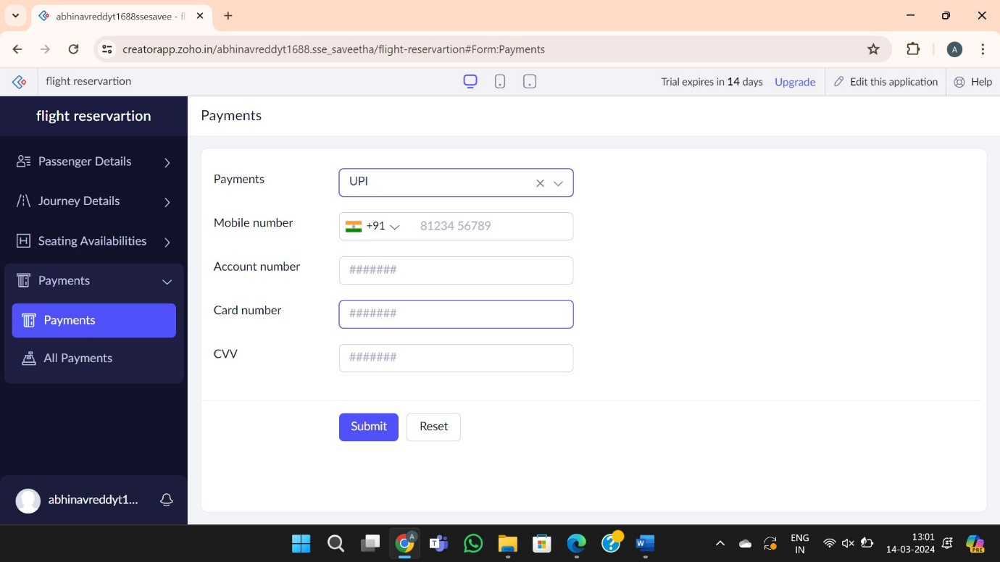 abhinavreddyt1688ssesavee - fl
creatorapp.zoho.in/abhinavreddyt1688.sse_saveetha/flight-reservartion#Form:Payments
A
flight reservartion
Trial expires in 14 days
Upgrade
Edit this application
Help
flight reservartion
Passenger Details
Journey Details
Seating Availabilities
Payments
Payments
All Payments
abhinavreddyt1...
Payments
Payments
UPI
Mobile number
+91
81234 56789
Account number
#######
Card number
#######
CVV
#######
Submit
Reset
ENG
IN
13:01
14-03-2024
PRE